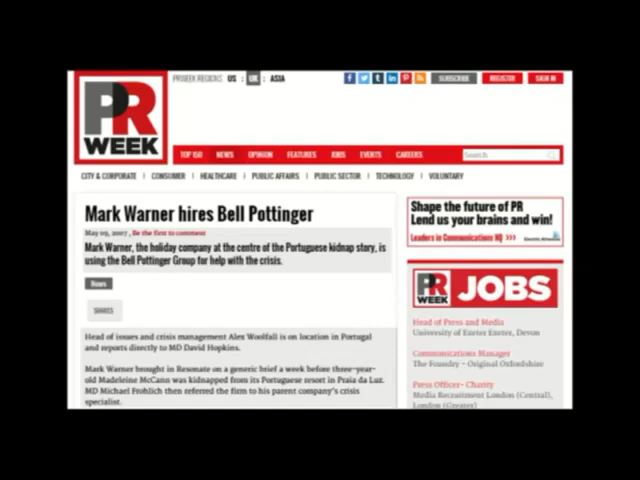 PRWEEK REGIONS US : UK : ASIA
SUBSCRIBE REGISTER SIGN IN
PR WEEK
TOP 150 NEWS OPINION FEATURES JOBS EVENTS CAREERS
Search
CITY & CORPORATE | CONSUMER | HEALTHCARE | PUBLIC AFFAIRS | PUBLIC SECTOR | TECHNOLOGY | VOLUNTARY
Mark Warner hires Bell Pottinger
May 09, 2007, Be the first to comment
Mark Warner, the holiday company at the centre of the Portuguese kidnap story, is
using the Bell Pottinger Group for help with the crisis.
News
SHARES
Head of issues and crisis management Alex Woolfall is on location in Portugal
and reports directly to MD David Hopkins.
Mark Warner brought in Resonate on a generic brief a week before three-year-
old Madeleine McCann was kidnapped from its Portuguese resort in Praia da Luz.
MD Michael Frohlich then referred the firm to his parent company's crisis
specialist.
Shape the future of PR
Lend us your brains and win!
Leaders in Communications HQ >>>
PR WEEK JOBS
Head of Press and Media
University of Exeter Exeter, Devon
Communications Manager
The Foundry - Original Oxfordshire
Press Officer- Charity
Media Recruitment London (Central),
London (Greater)